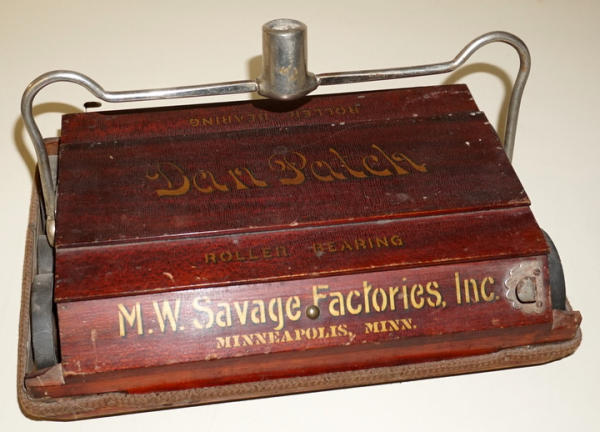 ROLLER BEARING
Dan Patch
ROLLER BEARING
M.W. Savage Factories, Inc.
MINNEAPOLIS, MINN.